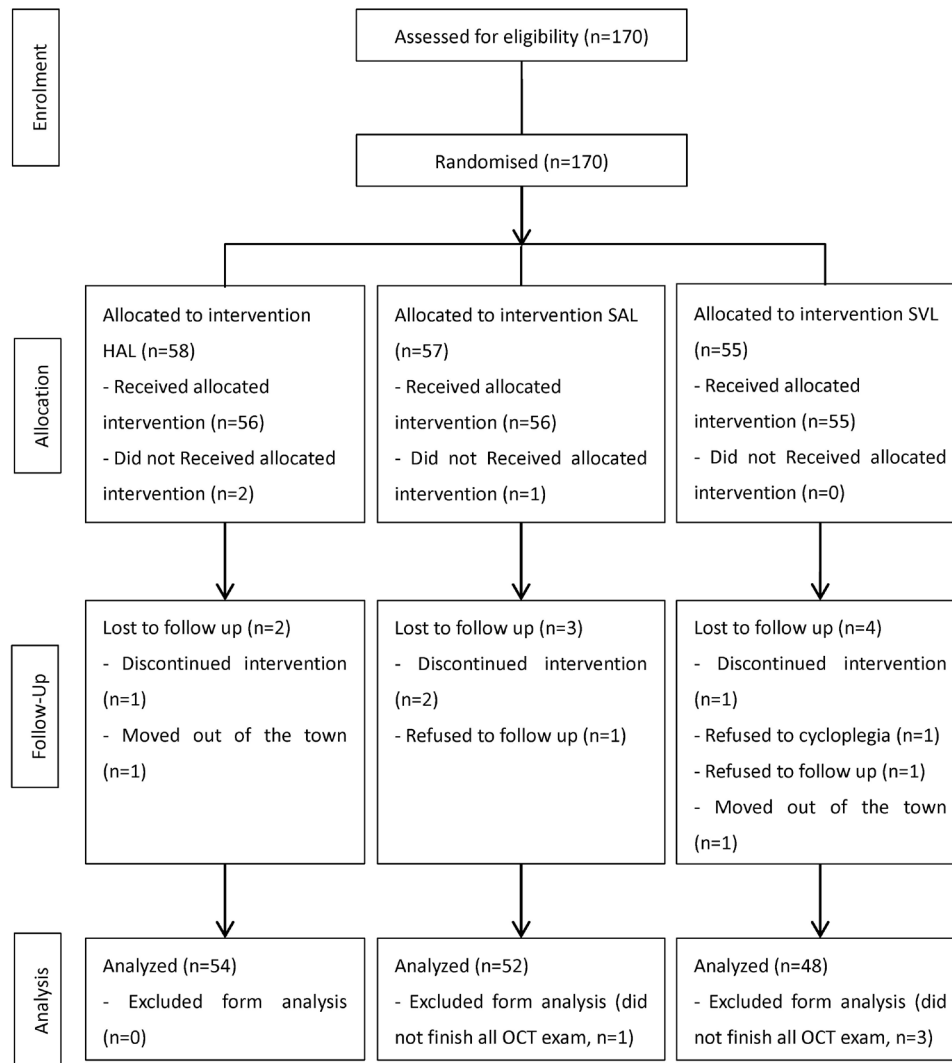 Enrolment
Assessed for eligibility (n=170)
Randomised (n=170)
Allocation
Allocated to intervention
HAL (n=58)
- Received allocated
intervention (n=56)
- Did not Received allocated
intervention (n=2)
Allocated to intervention SAL
(n=57)
- Received allocated
intervention (n=56)
- Did not Received allocated
intervention (n=1)
Allocated to intervention SVL
(n=55)
- Received allocated
intervention (n=55)
- Did not Received allocated
intervention (n=0)
Follow-Up
Lost to follow up (n=2)
- Discontinued intervention
(n=1)
- Moved out of the town
(n=1)
Lost to follow up (n=3)
- Discontinued intervention
(n=2)
- Refused to follow up (n=1)
Lost to follow up (n=4)
- Discontinued intervention
(n=1)
- Refused to cycloplegia (n=1)
- Refused to follow up (n=1)
- Moved out of the town
(n=1)
Analysis
Analyzed (n=54)
- Excluded form analysis
(n=0)
Analyzed (n=52)
- Excluded form analysis (did
not finish all OCT exam, n=1)
Analyzed (n=48)
- Excluded form analysis (did
not finish all OCT exam, n=3)